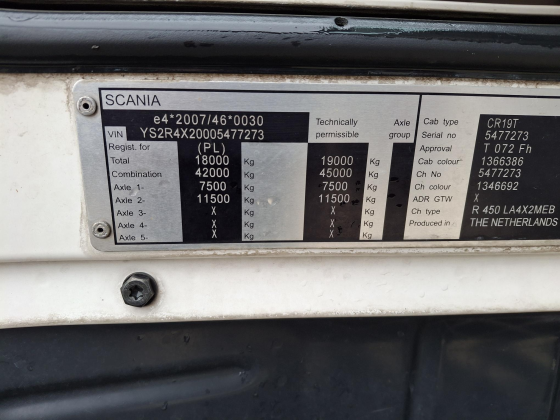 SCANIA
e4*2007/46*0030
VIN YS2R4X20005477273
Technically permissible
Axle group
Regist. for (PL)
Total 18000 Kg 19000 Kg
Combination 42000 Kg 45000 Kg
Axle 1- 7500 Kg 7500 Kg
Axle 2- 11500 Kg 11500 Kg
Axle 3- X Kg X Kg
Axle 4- X Kg X Kg
Axle 5- X Kg X Kg
Cab type CR19T
Serial no 5477273
Approval T 072 Fh
Cab colour 1366386
Ch No 5477273
Ch colour 1346692
ADR GTW X
Ch type R 450 LA4X2MEB
Produced in THE NETHERLANDS